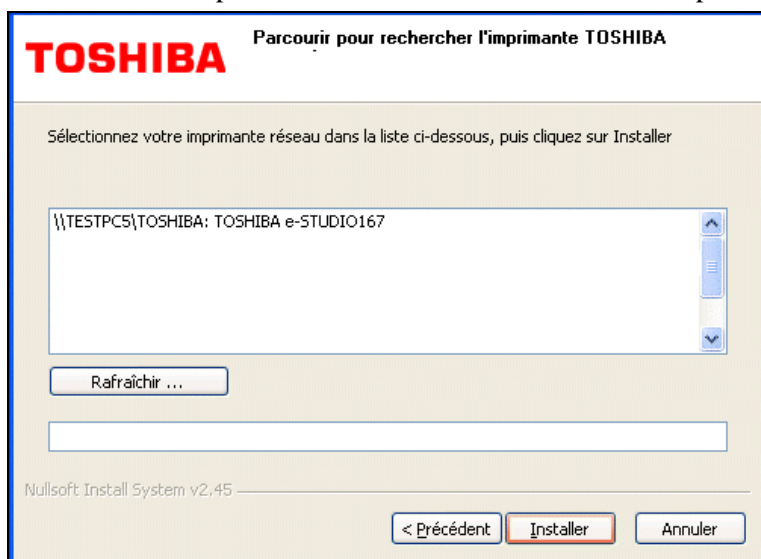 TOSHIBA
Parcourir pour rechercher l'imprimante TOSHIBA
Sélectionnez votre imprimante réseau dans la liste ci-dessous, puis cliquez sur Installer
\\TESTPC5\TOSHIBA: TOSHIBA e-STUDIO167
Rafraîchir ...
Nullsoft Install System v2.45
< Précédent Installer Annuler